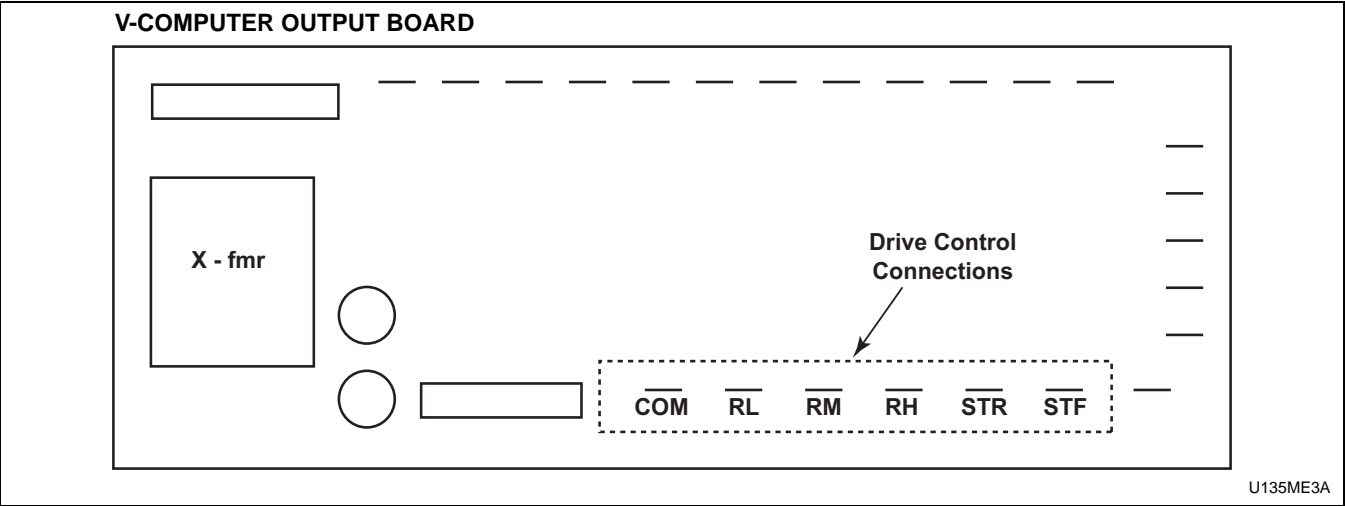 V-COMPUTER OUTPUT BOARD
X - fmr
Drive Control
Connections
COM RL RM RH STR STF
U135ME3A